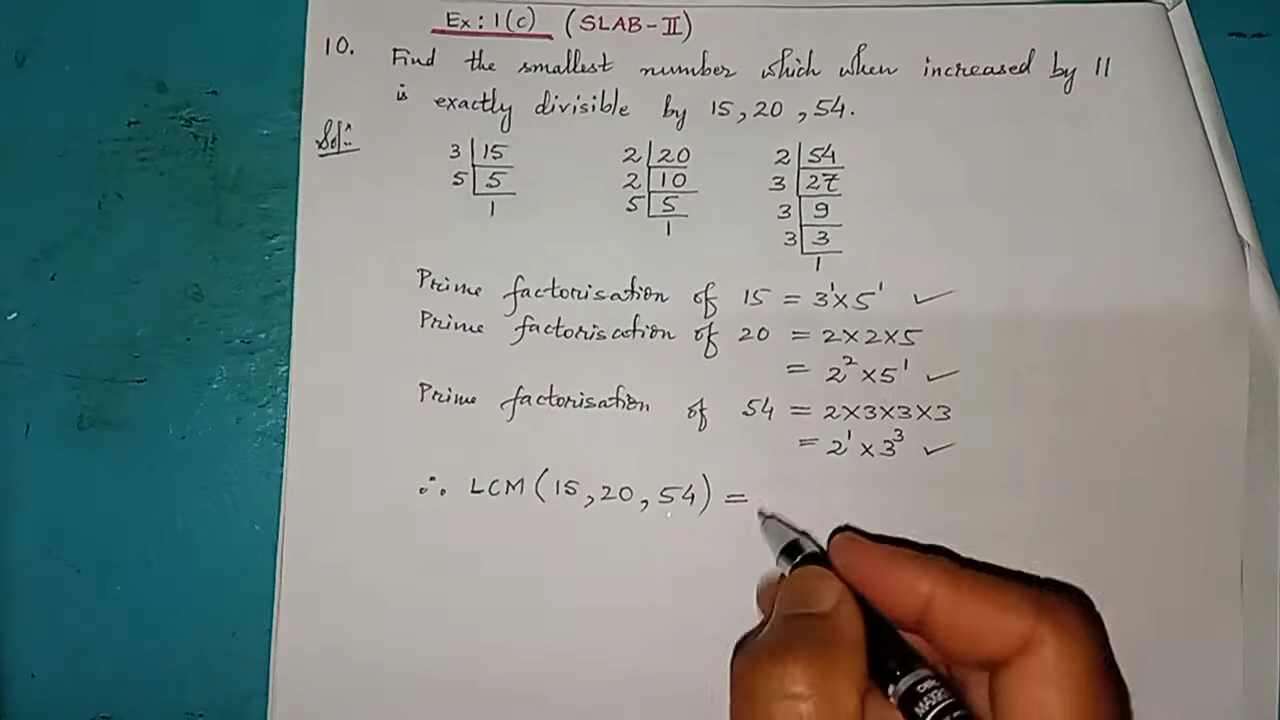 Ex: 1(c) (SLAB-II)
10. Find the smallest number which when increased by 11
is exactly divisible by 15, 20, 54.
Sol:
3 | 15
5 | 5
1
2 | 20
2 | 10
5 | 5
1
2 | 54
3 | 27
3 | 9
3 | 3
1
Prime factorisation of 15 = 3¹×5¹ ✓
Prime factorisation of 20 = 2×2×5
= 2²×5¹ ✓
Prime factorisation of 54 = 2×3×3×3
= 2¹×3³ ✓
∴ LCM (15, 20, 54) =